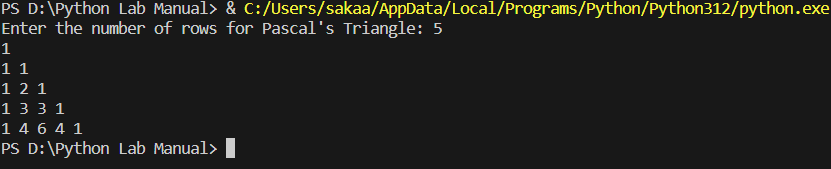 PS D:\Python Lab Manual> & C:/Users/sakaa/AppData/Local/Programs/Python/Python312/python.exe
Enter the number of rows for Pascal's Triangle: 5
1
1 1
1 2 1
1 3 3 1
1 4 6 4 1
PS D:\Python Lab Manual>